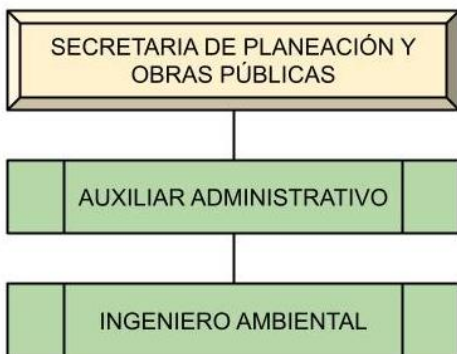 SECRETARIA DE PLANEACIÓN Y
OBRAS PÚBLICAS
AUXILIAR ADMINISTRATIVO
INGENIERO AMBIENTAL